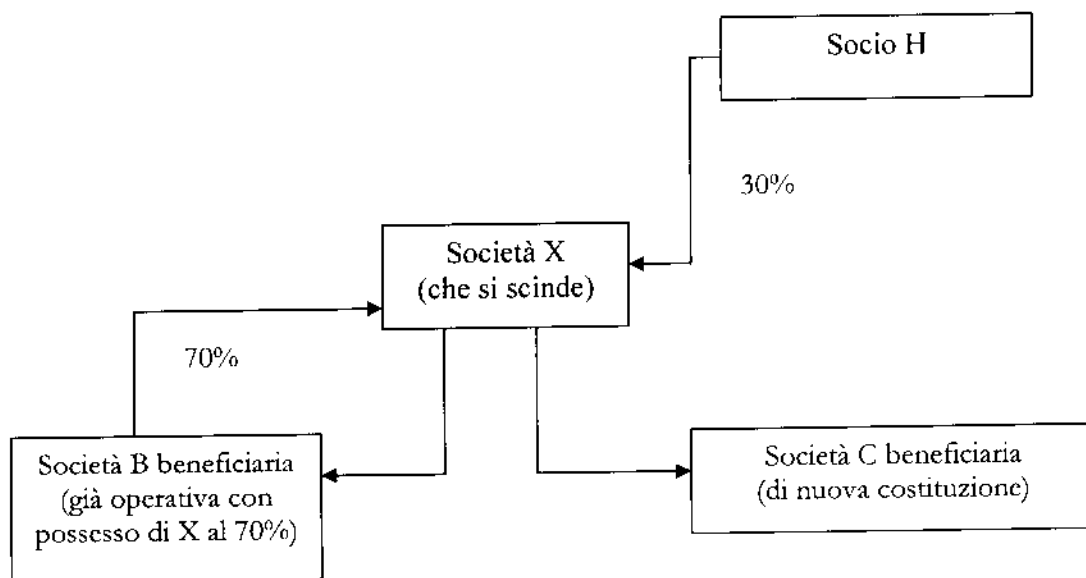 Socio H
30%
Società X
(che si scinde)
70%
Società B beneficiaria
(già operativa con
possesso di X al 70%)
Società C beneficiaria
(di nuova costituzione)